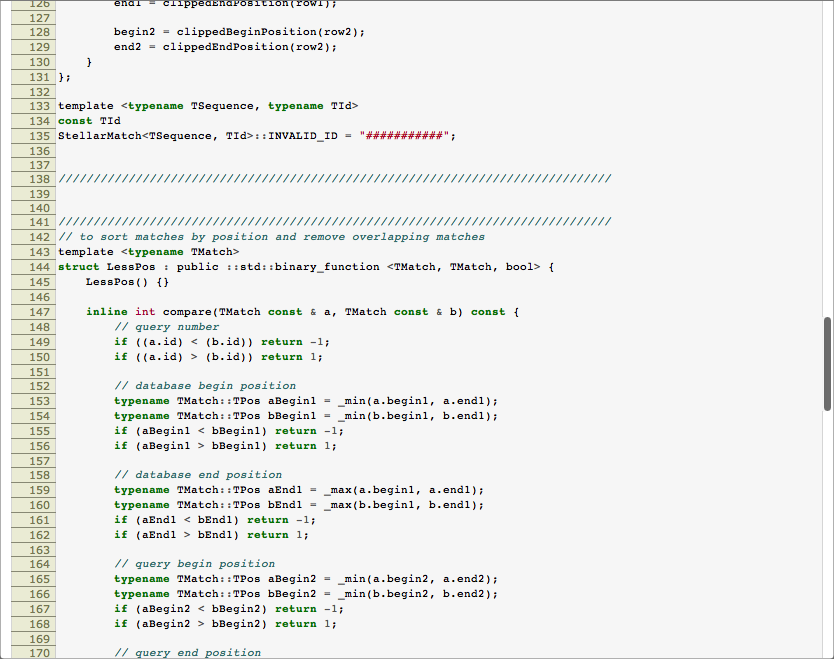 126         end1 = clippedEndPosition(row1);
127
128         begin2 = clippedBeginPosition(row2);
129         end2 = clippedEndPosition(row2);
130     }
131 };
132
133 template <typename TSequence, typename TId>
134 const TId
135 StellarMatch<TSequence, TId>::INVALID_ID = "###########";
136
137
138 ///////////////////////////////////////////////////////////////////////////////
139
140
141 ///////////////////////////////////////////////////////////////////////////////
142 // to sort matches by position and remove overlapping matches
143 template <typename TMatch>
144 struct LessPos : public ::std::binary_function <TMatch, TMatch, bool> {
145     LessPos() {}
146
147     inline int compare(TMatch const & a, TMatch const & b) const {
148         // query number
149         if ((a.id) < (b.id)) return -1;
150         if ((a.id) > (b.id)) return 1;
151
152         // database begin position
153         typename TMatch::TPos aBegin1 = _min(a.begin1, a.end1);
154         typename TMatch::TPos bBegin1 = _min(b.begin1, b.end1);
155         if (aBegin1 < bBegin1) return -1;
156         if (aBegin1 > bBegin1) return 1;
157
158         // database end position
159         typename TMatch::TPos aEnd1 = _max(a.begin1, a.end1);
160         typename TMatch::TPos bEnd1 = _max(b.begin1, b.end1);
161         if (aEnd1 < bEnd1) return -1;
162         if (aEnd1 > bEnd1) return 1;
163
164         // query begin position
165         typename TMatch::TPos aBegin2 = _min(a.begin2, a.end2);
166         typename TMatch::TPos bBegin2 = _min(b.begin2, b.end2);
167         if (aBegin2 < bBegin2) return -1;
168         if (aBegin2 > bBegin2) return 1;
169
170         // query end position